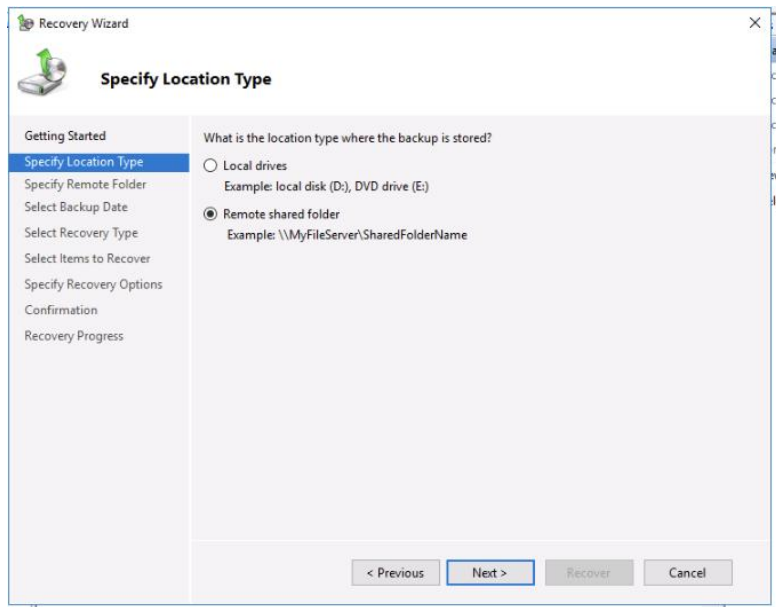 Recovery Wizard
Specify Location Type
Getting Started
Specify Location Type
Specify Remote Folder
Select Backup Date
Select Recovery Type
Select Items to Recover
Specify Recovery Options
Confirmation
Recovery Progress
What is the location type where the backup is stored?
Local drives
Example: local disk (D:), DVD drive (E:)
Remote shared folder
Example: \\MyFileServer\SharedFolderName
< Previous
Next >
Recover
Cancel